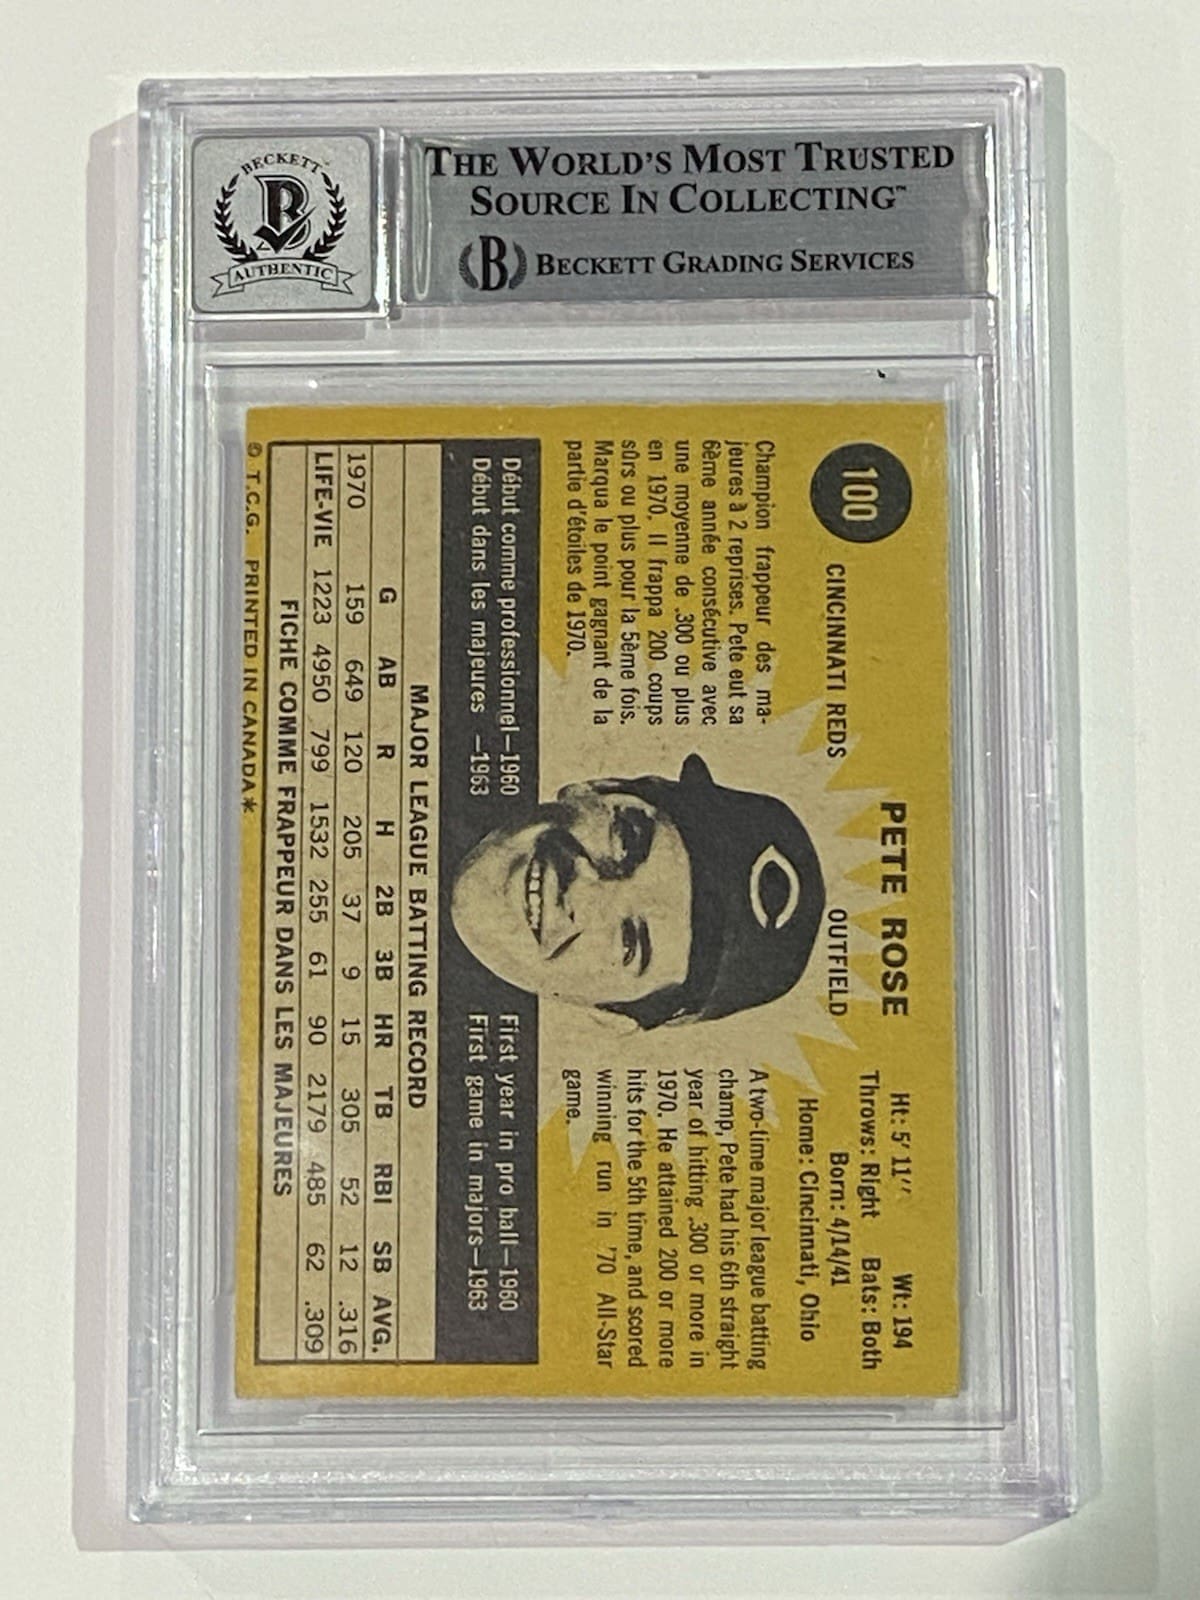 BECKETT
B
AUTHENTIC
THE WORLD'S MOST TRUSTED
SOURCE IN COLLECTING™
B BECKETT GRADING SERVICES
100
PETE ROSE
CINCINNATI REDS
OUTFIELD
Ht: 5' 11'' Wt: 194
Throws: Right Bats: Both
Born: 4/14/41
Home: Cincinnati, Ohio
Champion frappeur des ma-
jeures à 2 reprises. Pete eut sa
6ème année consécutive avec
une moyenne de .300 ou plus
en 1970. Il frappa 200 coups
sûrs ou plus pour la 5ème fois.
Marqua le point gagnant de la
partie d'étoiles de 1970.
C
A two-time major league batting
champ, Pete had his 6th straight
year of hitting .300 or more in
1970. He attained 200 or more
hits for the 5th time, and scored
winning run in '70 All-Star
game.
Début comme professionnel—1960
Début dans les majeures —1963
First year in pro ball—1960
First game in majors—1963
MAJOR LEAGUE BATTING RECORD
G AB R H 2B 3B HR TB RBI SB AVG.
1970 159 649 120 205 37 9 15 305 52 12 .316
LIFE-VIE 1223 4950 799 1532 255 61 90 2179 485 62 .309
FICHE COMME FRAPPEUR DANS LES MAJEURES
© T.C.G. PRINTED IN CANADA*